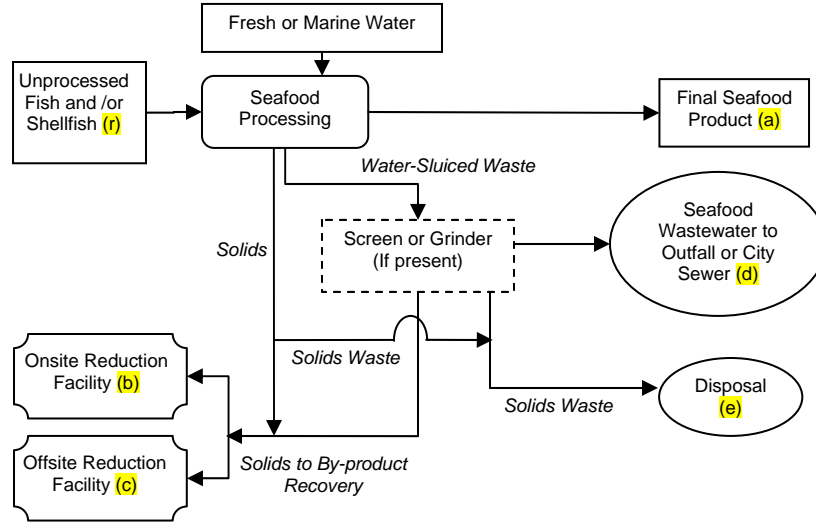 Fresh or Marine Water
Unprocessed
Fish and /or
Shellfish (r)
Seafood
Processing
Final Seafood
Product (a)
Water-Sluiced Waste
Solids
Screen or Grinder
(If present)
Seafood
Wastewater to
Outfall or City
Sewer (d)
Onsite Reduction
Facility (b)
Solids Waste
Solids Waste
Disposal
(e)
Offsite Reduction
Facility (c)
Solids to By-product
Recovery